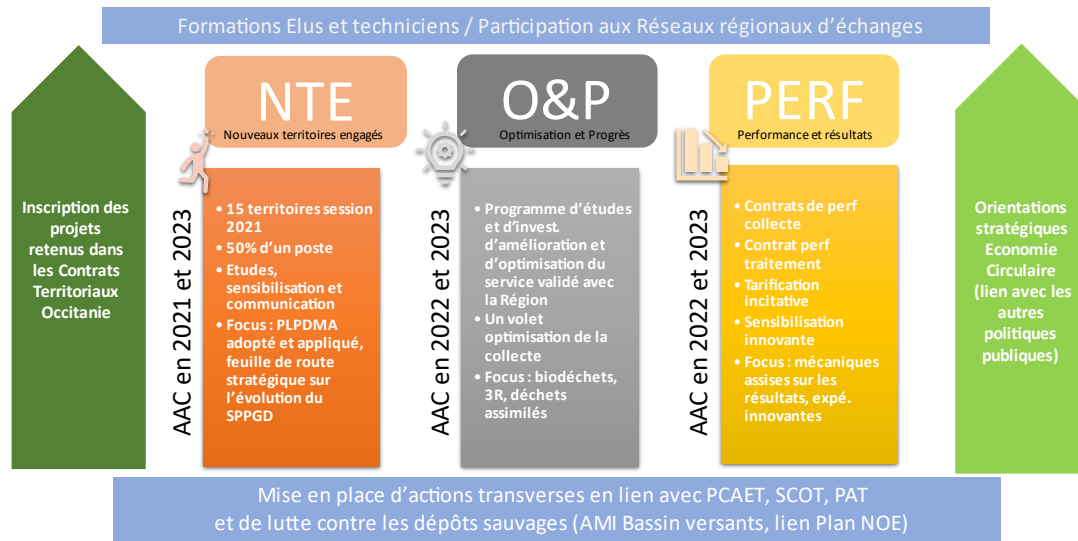 Formations Elus et techniciens / Participation aux Réseaux régionaux d'échanges
NTE
Nouveaux territoires engagés
O&P
Optimisation et Progrès
PERF
Performance et résultats
Inscription des
projets
retenus dans
les Contrats
Territoriaux
Occitanie
AAC en 2021 et 2023
• 15 territoires session
2021
• 50% d'un poste
• Etudes,
sensibilisation et
communication
• Focus : PLPDMA
adopté et appliqué,
feuille de route
stratégique sur
l'évolution du
SPPGD
AAC en 2022 et 2023
• Programme d'études
et d'invest.
d'amélioration et
d'optimisation du
service validé avec
la Région
• Un volet
optimisation de la
collecte
• Focus : biodéchets,
3R, déchets
assimilés
AAC en 2022 et 2023
• Contrats de perf
collecte
• Contrat perf
traitement
• Tarification
incitative
• Sensibilisation
innovante
• Focus : mécaniques
assises sur les
résultats, expé.
innovantes
Orientations
stratégiques
Economie
Circulaire
(lien avec les
autres
politiques
publiques)
Mise en place d'actions transverses en lien avec PCAET, SCOT, PAT
et de lutte contre les dépôts sauvages (AMI Bassin versants, lien Plan NOE)